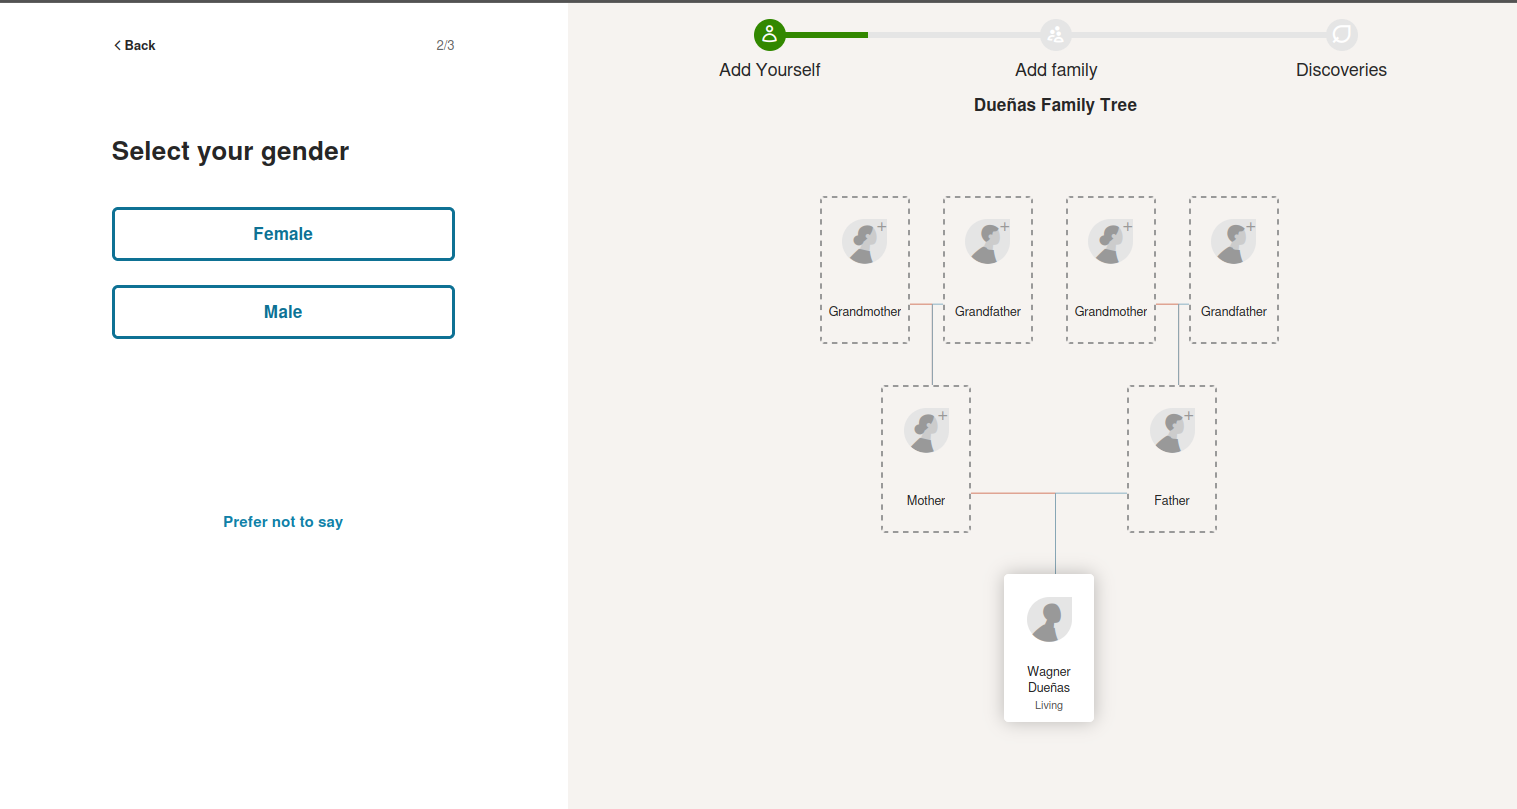 Back
2/3
Select your gender
Female
Male
Prefer not to say
Add Yourself
Add family
Discoveries
Dueñas Family Tree
Grandmother
Grandfather
Grandmother
Grandfather
Mother
Father
Wagner
Dueñas
Living